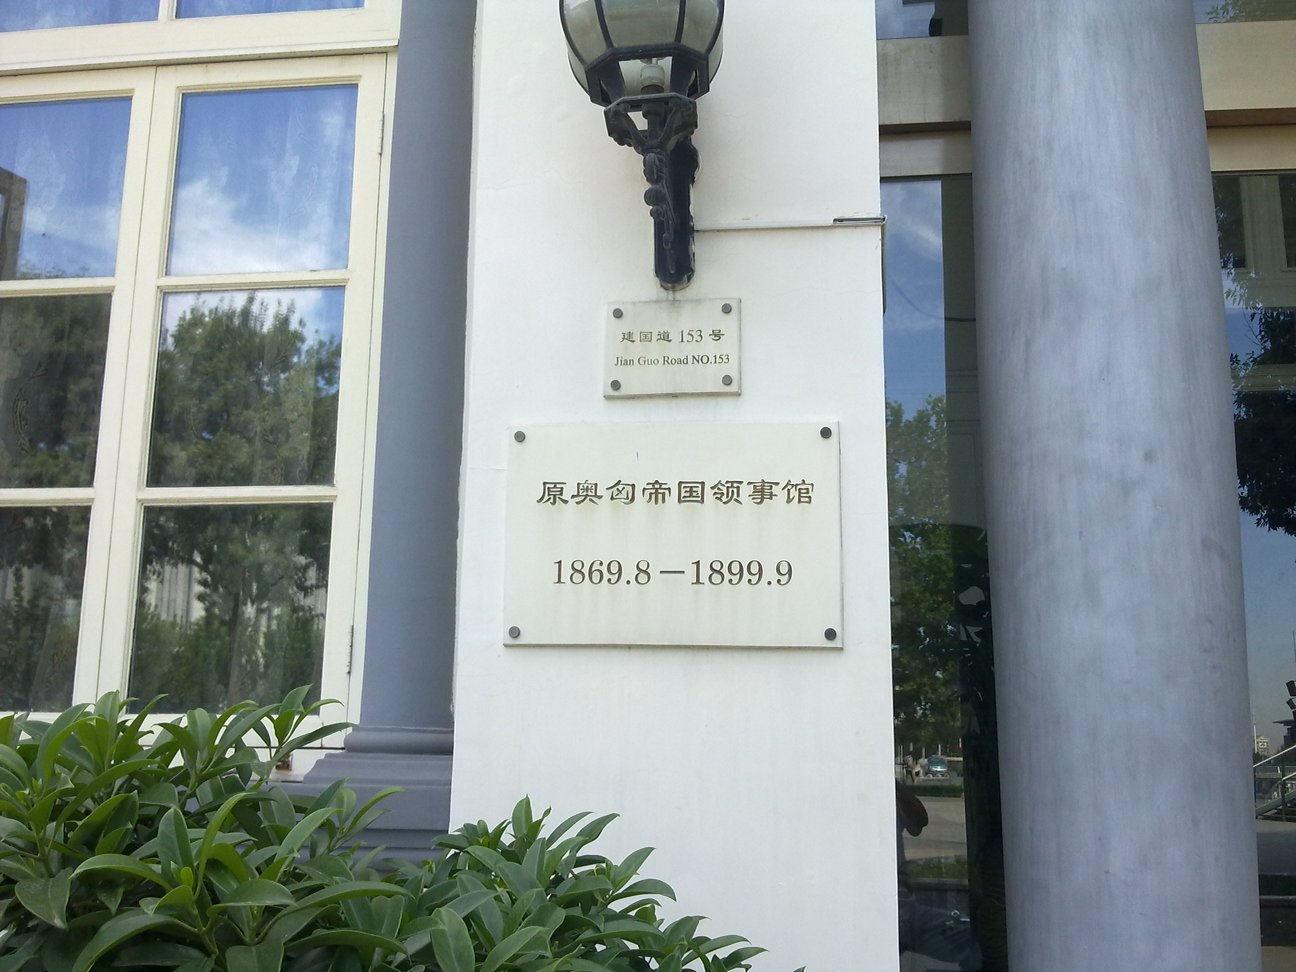 建国道 153 号
Jian Guo Road NO.153
原奥匈帝国领事馆
1869.8－1899.9